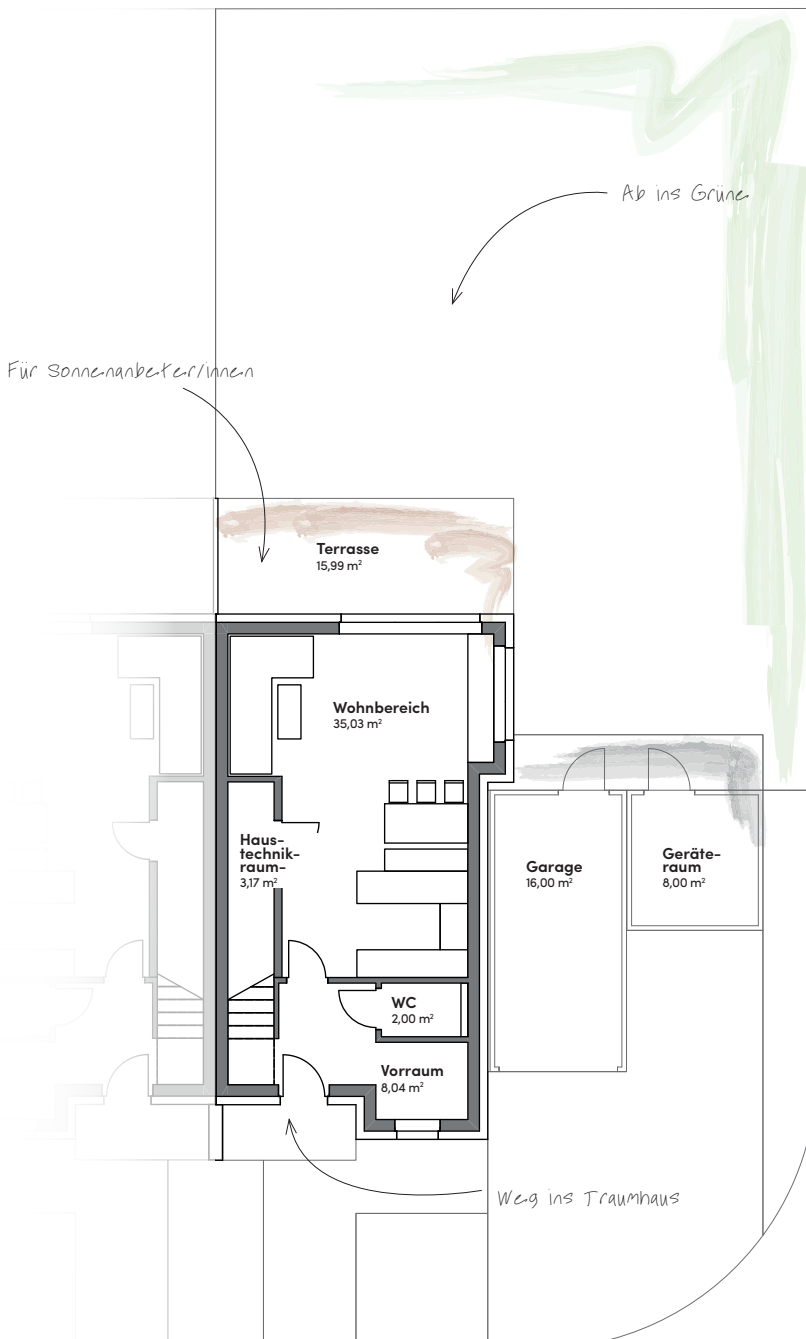 Ab ins Grüne
Für Sonnenanbeter/innen
Terrasse
15,99 m²
Wohnbereich
35,03 m²
Haus-
technik-
raum-
3,17 m²
Garage
16,00 m²
Geräte-
raum
8,00 m²
WC
2,00 m²
Vorraum
8,04 m²
Weg ins Traumhaus